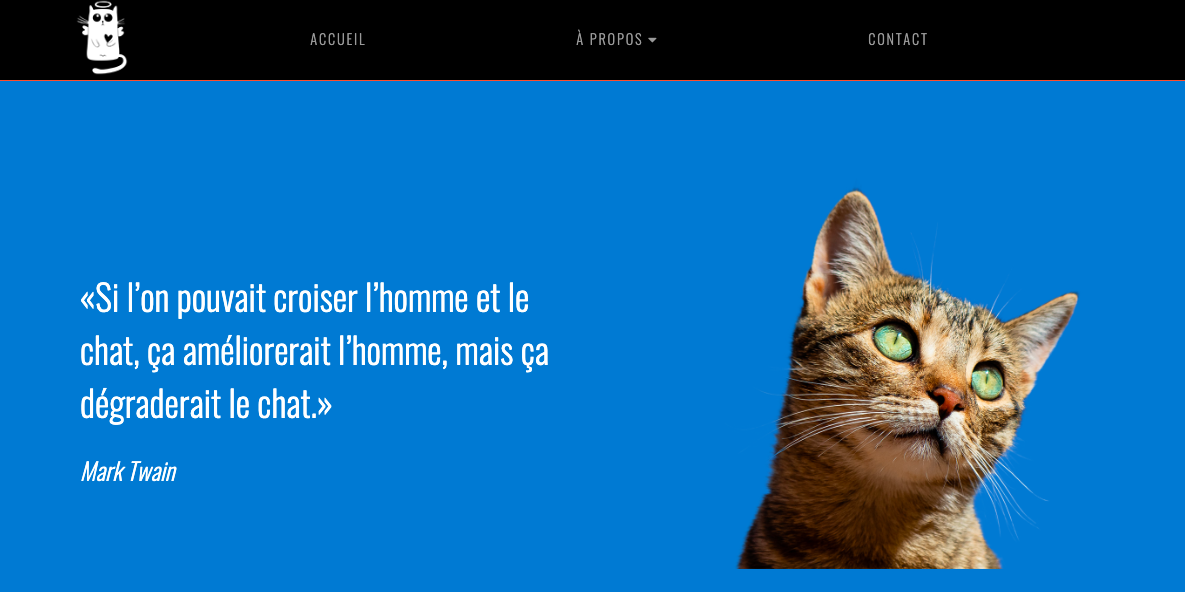 ACCUEIL
À PROPOS
CONTACT
«Si l’on pouvait croiser l’homme et le
chat, ça améliorerait l’homme, mais ça
dégraderait le chat.»
Mark Twain